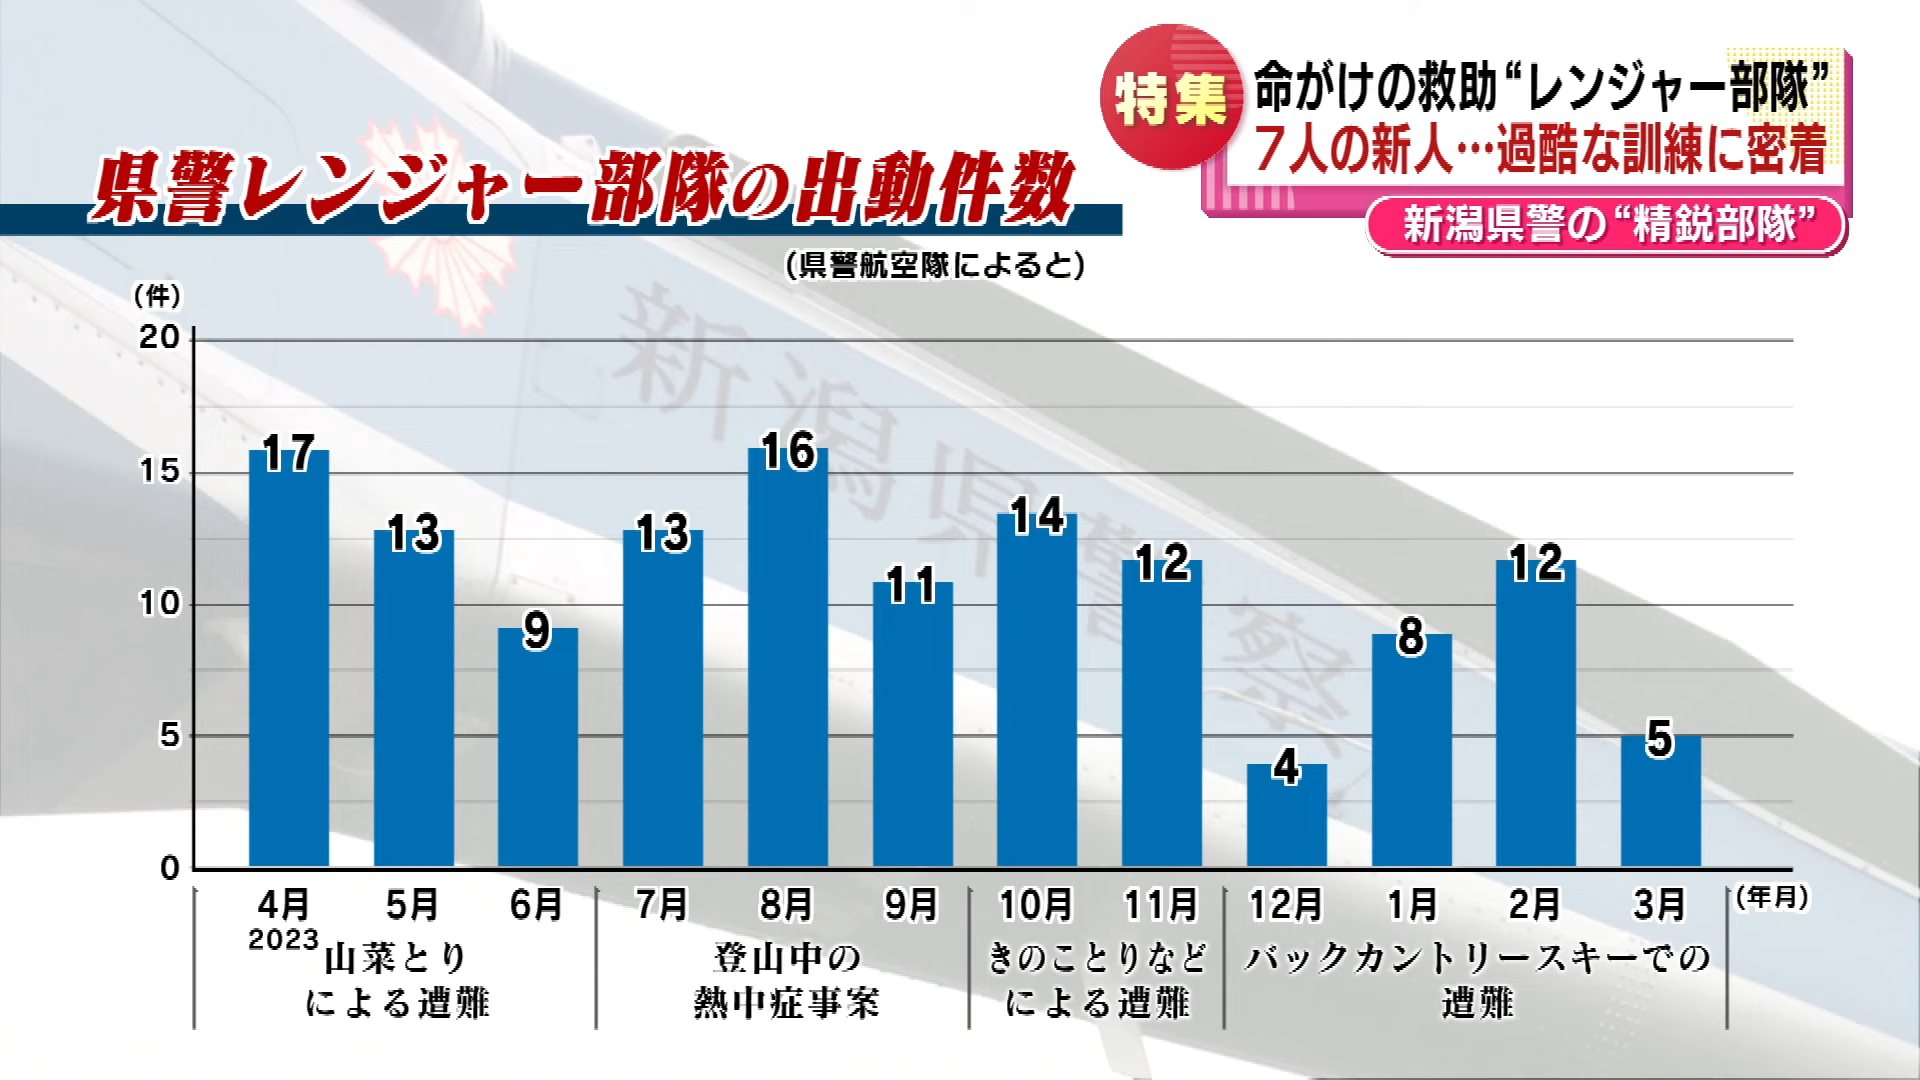 特集
命がけの救助“レンジャー部隊”
7人の新人…過酷な訓練に密着
新潟県警の“精鋭部隊”
県警レンジャー部隊の出動件数
(県警航空隊によると)
(件)
20
15
10
5
0
17
13
9
13
16
11
14
12
4
8
12
5
4月
5月
6月
7月
8月
9月
10月
11月
12月
1月
2月
3月
(年月)
2023
山菜とり
による遭難
登山中の
熱中症事案
きのことりなど
による遭難
バックカントリースキーでの
遭難
新潟県警察